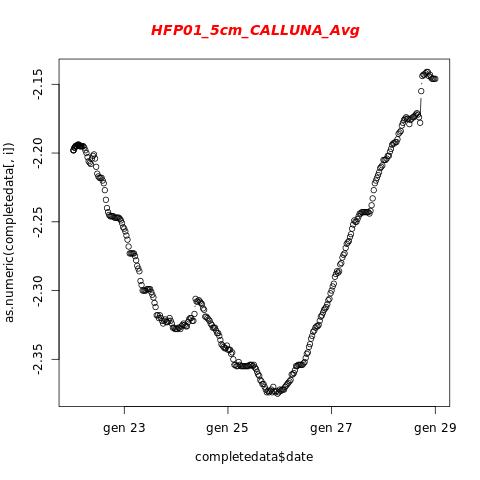 HFP01_5cm_CALLUNA_Avg
as.numeric(completedata[, i])
-2.15
-2.20
-2.25
-2.30
-2.35
gen 23
gen 25
gen 27
gen 29
completedata$date